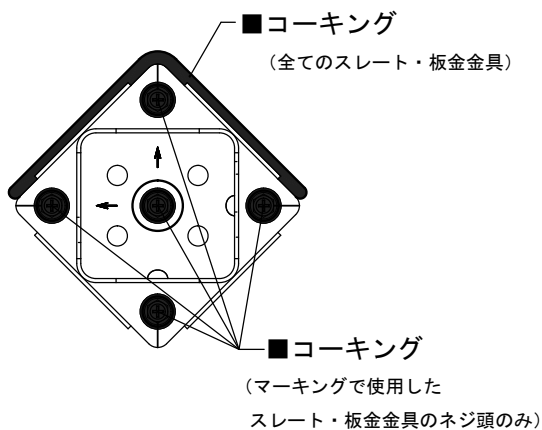 ■コーキング
（全てのスレート・板金金具）
■コーキング
（マーキングで使用した
スレート・板金金具のネジ頭のみ）